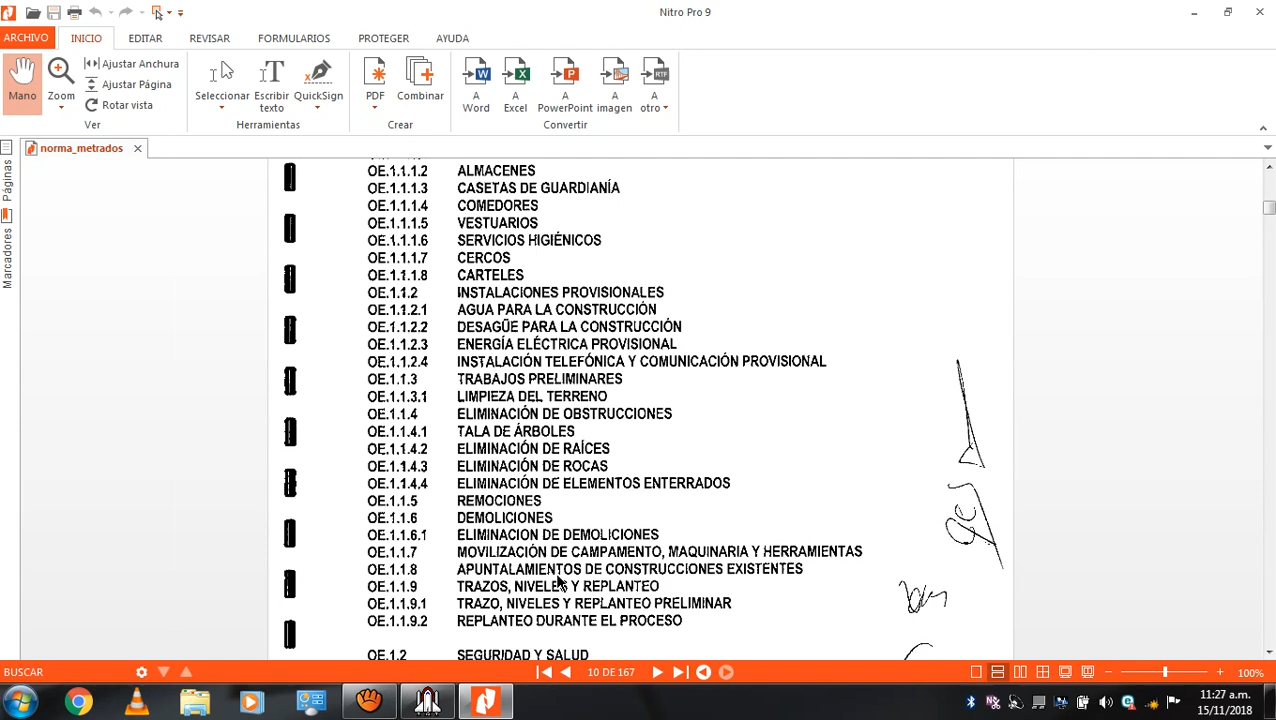 Nitro Pro 9
ARCHIVO INICIO EDITAR REVISAR FORMULARIOS PROTEGER AYUDA
Mano
Zoom
Ajustar Anchura
Ajustar Página
Rotar vista
Ver
Seleccionar
Escribir texto
QuickSign
Herramientas
PDF
Combinar
Crear
A Word
A Excel
A PowerPoint
A imagen
A otro
Convertir
norma_metrados
Páginas
Marcadores
OE.1.1.1.2 ALMACENES
OE.1.1.1.3 CASETAS DE GUARDIANÍA
OE.1.1.1.4 COMEDORES
OE.1.1.1.5 VESTUARIOS
OE.1.1.1.6 SERVICIOS HIGIÉNICOS
OE.1.1.1.7 CERCOS
OE.1.1.1.8 CARTELES
OE.1.1.2 INSTALACIONES PROVISIONALES
OE.1.1.2.1 AGUA PARA LA CONSTRUCCIÓN
OE.1.1.2.2 DESAGÜE PARA LA CONSTRUCCIÓN
OE.1.1.2.3 ENERGÍA ELÉCTRICA PROVISIONAL
OE.1.1.2.4 INSTALACIÓN TELEFÓNICA Y COMUNICACIÓN PROVISIONAL
OE.1.1.3 TRABAJOS PRELIMINARES
OE.1.1.3.1 LIMPIEZA DEL TERRENO
OE.1.1.4 ELIMINACIÓN DE OBSTRUCCIONES
OE.1.1.4.1 TALA DE ÁRBOLES
OE.1.1.4.2 ELIMINACIÓN DE RAÍCES
OE.1.1.4.3 ELIMINACIÓN DE ROCAS
OE.1.1.4.4 ELIMINACIÓN DE ELEMENTOS ENTERRADOS
OE.1.1.5 REMOCIONES
OE.1.1.6 DEMOLICIONES
OE.1.1.6.1 ELIMINACION DE DEMOLICIONES
OE.1.1.7 MOVILIZACIÓN DE CAMPAMENTO, MAQUINARIA Y HERRAMIENTAS
OE.1.1.8 APUNTALAMIENTOS DE CONSTRUCCIONES EXISTENTES
OE.1.1.9 TRAZOS, NIVELES Y REPLANTEO
OE.1.1.9.1 TRAZO, NIVELES Y REPLANTEO PRELIMINAR
OE.1.1.9.2 REPLANTEO DURANTE EL PROCESO
OE.1.2 SEGURIDAD Y SALUD
BUSCAR
10 DE 167
100%
11:27 a.m.
15/11/2018